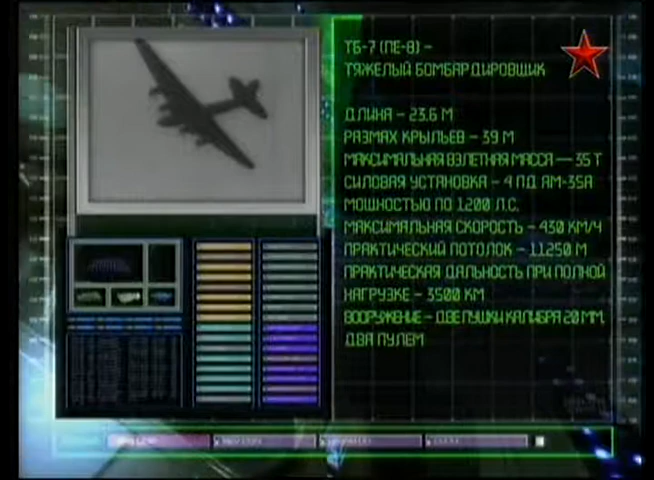 ТБ-7 (ПЕ-8) –
ТЯЖЕЛЫЙ БОМБАРДИРОВЩИК
ДЛИНА – 23.6 М
РАЗМАХ КРЫЛЬЕВ – 39 М
МАКСИМАЛЬНАЯ ВЗЛЕТНАЯ МАССА — 35 Т
СИЛОВАЯ УСТАНОВКА – 4 ПД АМ-35А
МОЩНОСТЬЮ ПО 1200 Л.С.
МАКСИМАЛЬНАЯ СКОРОСТЬ – 430 КМ/Ч
ПРАКТИЧЕСКИЙ ПОТОЛОК – 11250 М
ПРАКТИЧЕСКАЯ ДАЛЬНОСТЬ ПРИ ПОЛНОЙ
НАГРУЗКЕ – 3500 КМ
ВООРУЖЕНИЕ – ДВЕ ПУШКИ КАЛИБРА 20 ММ,
ДВА ПУЛЕМ